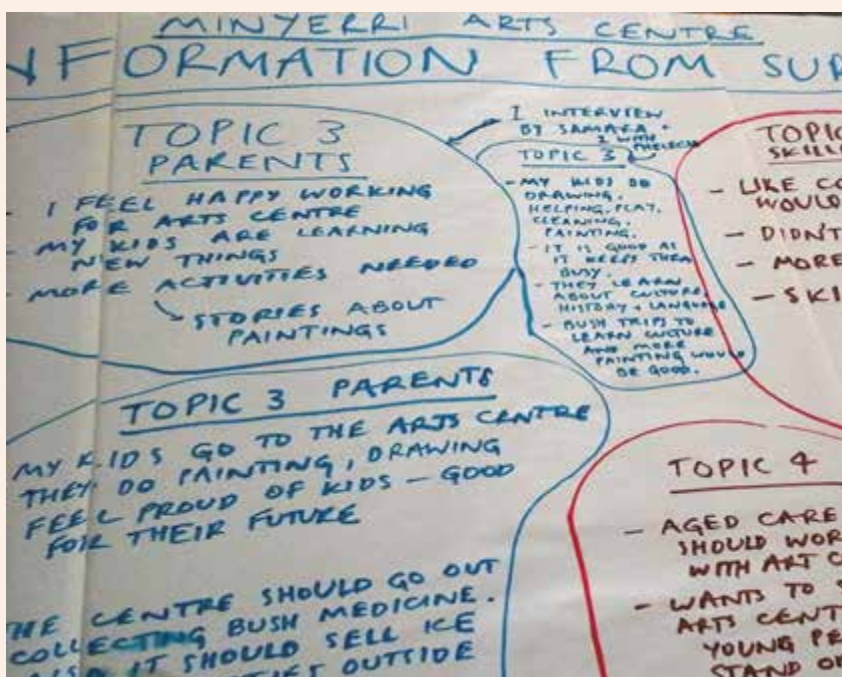 MINYERRI ARTS CENTRE
NFORMATION FROM SUR
TOPIC 3
PARENTS
- I FEEL HAPPY WORKING
FOR ARTS CENTRE
- MY KIDS ARE LEARNING
NEW THINGS
- MORE ACTIVITIES NEEDED
STORIES ABOUT
PAINTINGS
I INTERVIEW
BY SAMARA
WITH
TOPIC 3
- MY KIDS DO
DRAWING,
HELPING, PLAY,
CLEANING,
PAINTING.
- IT IS GOOD AS
IT KEEPS THEM
BUSY.
- THEY LEARN
ABOUT CULTURE,
HISTORY + LANGUAGE
- BUSH TRIPS TO
LEARN CULTURE
AND MORE
PAINTING WOULD
BE GOOD.
TOPIC
SKILL
- LIKE CO
WOULD
- DIDN'T
- MORE
- SKI
TOPIC 3 PARENTS
MY KIDS GO TO THE ARTS CENTRE
THEY DO PAINTING, DRAWING
FEEL PROUD OF KIDS - GOOD
FOR THEIR FUTURE
HE CENTRE SHOULD GO OUT
COLLECTING BUSH MEDICINE.
IT SHOULD SELL ICE
OUTSIDE
TOPIC 4
- AGED CARE
SHOULD WOR
WITH ART C
- WANTS TO
ARTS CENT
YOUNG PE
STAND O